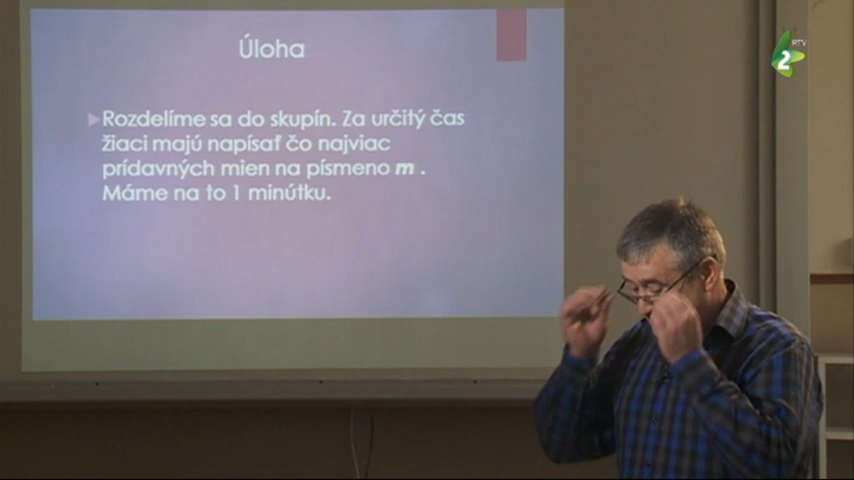 Úloha
Rozdelíme sa do skupín. Za určitý čas
žiaci majú napísať čo najviac
prídavných mien na písmeno m .
Máme na to 1 minútku.
RTV
2